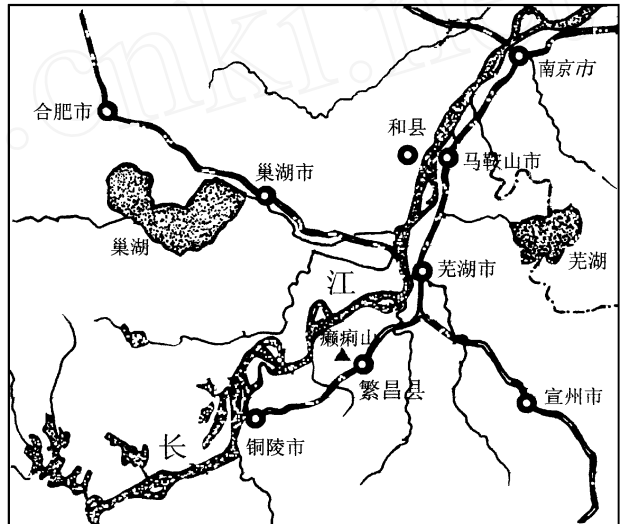 .cnki.n
南京市
合肥市
和县
马鞍山市
巢湖市
巢湖
芜湖
芜湖市
江
癞痢山
繁昌县
宣州市
铜陵市
长